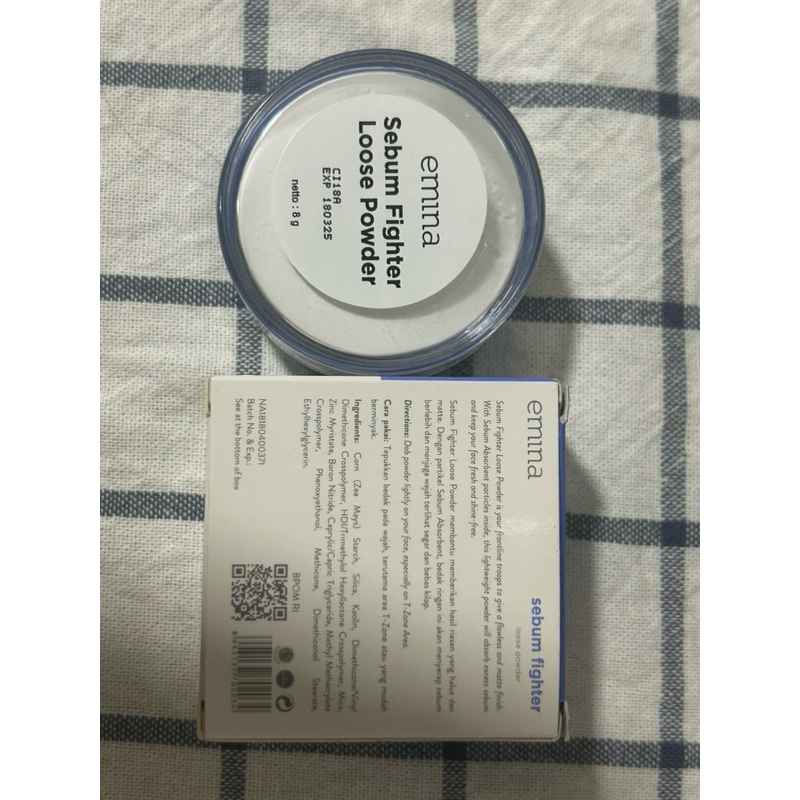 emina
Sebum Fighter
Loose Powder
CI18A
EXP 180325
netto : 8 g
emina
sebum fighter
loose powder
Sebum Fighter Loose Powder is your frontline troops to give a flawless and matte finish.
With Sebum Absorbent particles inside, this lightweight powder will absorb excess sebum
and keep your face fresh and shine-free.
Sebum Fighter Loose Powder membantu memberikan hasil riasan yang halus dan
matte. Dengan partikel Sebum Absorbent, bedak ringan ini akan menyerap sebum
berlebih dan menjaga wajah terlihat segar dan bebas kilap.
Directions: Dab powder lightly on your face, especially on T-Zone Area.
Cara pakai: Tepukkan bedak pada wajah, terutama area T-Zone atau yang mudah
berminyak.
Ingredients: Corn (Zea Mays) Starch, Silica, Kaolin, Dimethicone/Vinyl
Dimethicone Crosspolymer, HDI/Trimethylol Hexyllactone Crosspolymer, Mica,
Zinc Myristate, Boron Nitride, Caprylic/Capric Triglyceride, Methyl Methacrylate
Crosspolymer, Phenoxyethanol, Methicone, Dimethiconol Stearate,
Ethylhexylglycerin.
NA18180400371
Batch No. & Exp.:
See at the bottom of box
BPOM RI